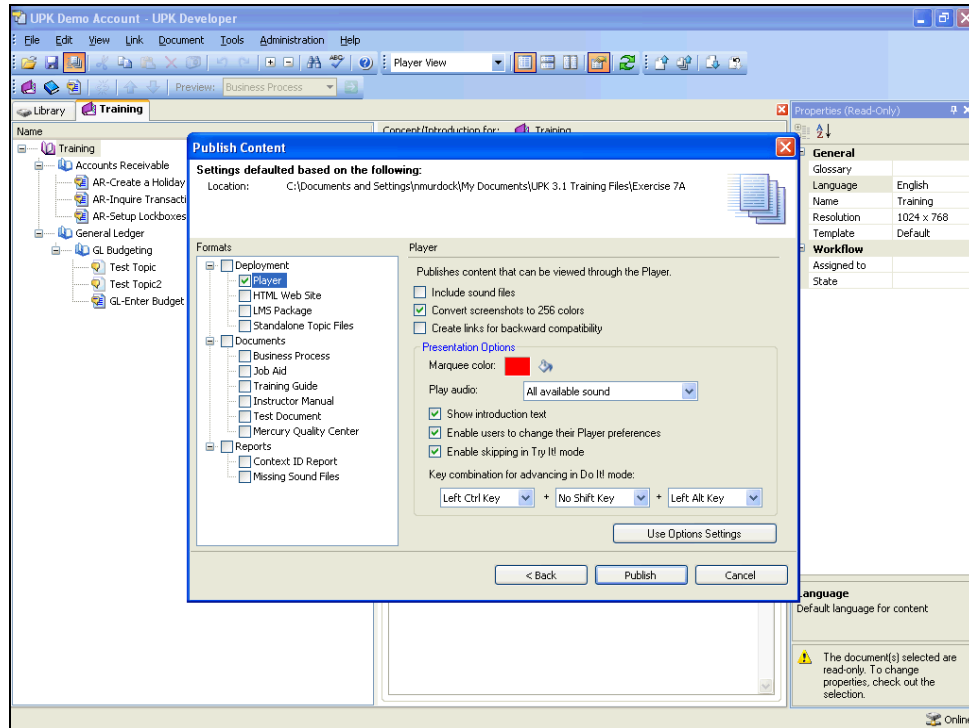 UPK Demo Account - UPK Developer
File Edit View Link Document Tools Administration Help
Player View
Preview: Business Process
Library Training
Name
Training
Accounts Receivable
AR-Create a Holiday
AR-Inquire Transacti
AR-Setup Lockboxes
General Ledger
GL Budgeting
Test Topic
Test Topic2
GL-Enter Budget
Concept/Introduction for: Training
Publish Content
Settings defaulted based on the following:
Location: C:\Documents and Settings\nmurdock\My Documents\UPK 3.1 Training Files\Exercise 7A
Formats
Deployment
Player
HTML Web Site
LMS Package
Standalone Topic Files
Documents
Business Process
Job Aid
Training Guide
Instructor Manual
Test Document
Mercury Quality Center
Reports
Context ID Report
Missing Sound Files
Player
Publishes content that can be viewed through the Player.
Include sound files
Convert screenshots to 256 colors
Create links for backward compatibility
Presentation Options
Marquee color:
Play audio: All available sound
Show introduction text
Enable users to change their Player preferences
Enable skipping in Try It! mode
Key combination for advancing in Do It! mode:
Left Ctrl Key + No Shift Key + Left Alt Key
Use Options Settings
< Back Publish Cancel
Properties (Read-Only)
General
Glossary
Language English
Name Training
Resolution 1024 x 768
Template Default
Workflow
Assigned to
State
Language
Default language for content
The document(s) selected are
read-only. To change
properties, check out the
selection.
Online